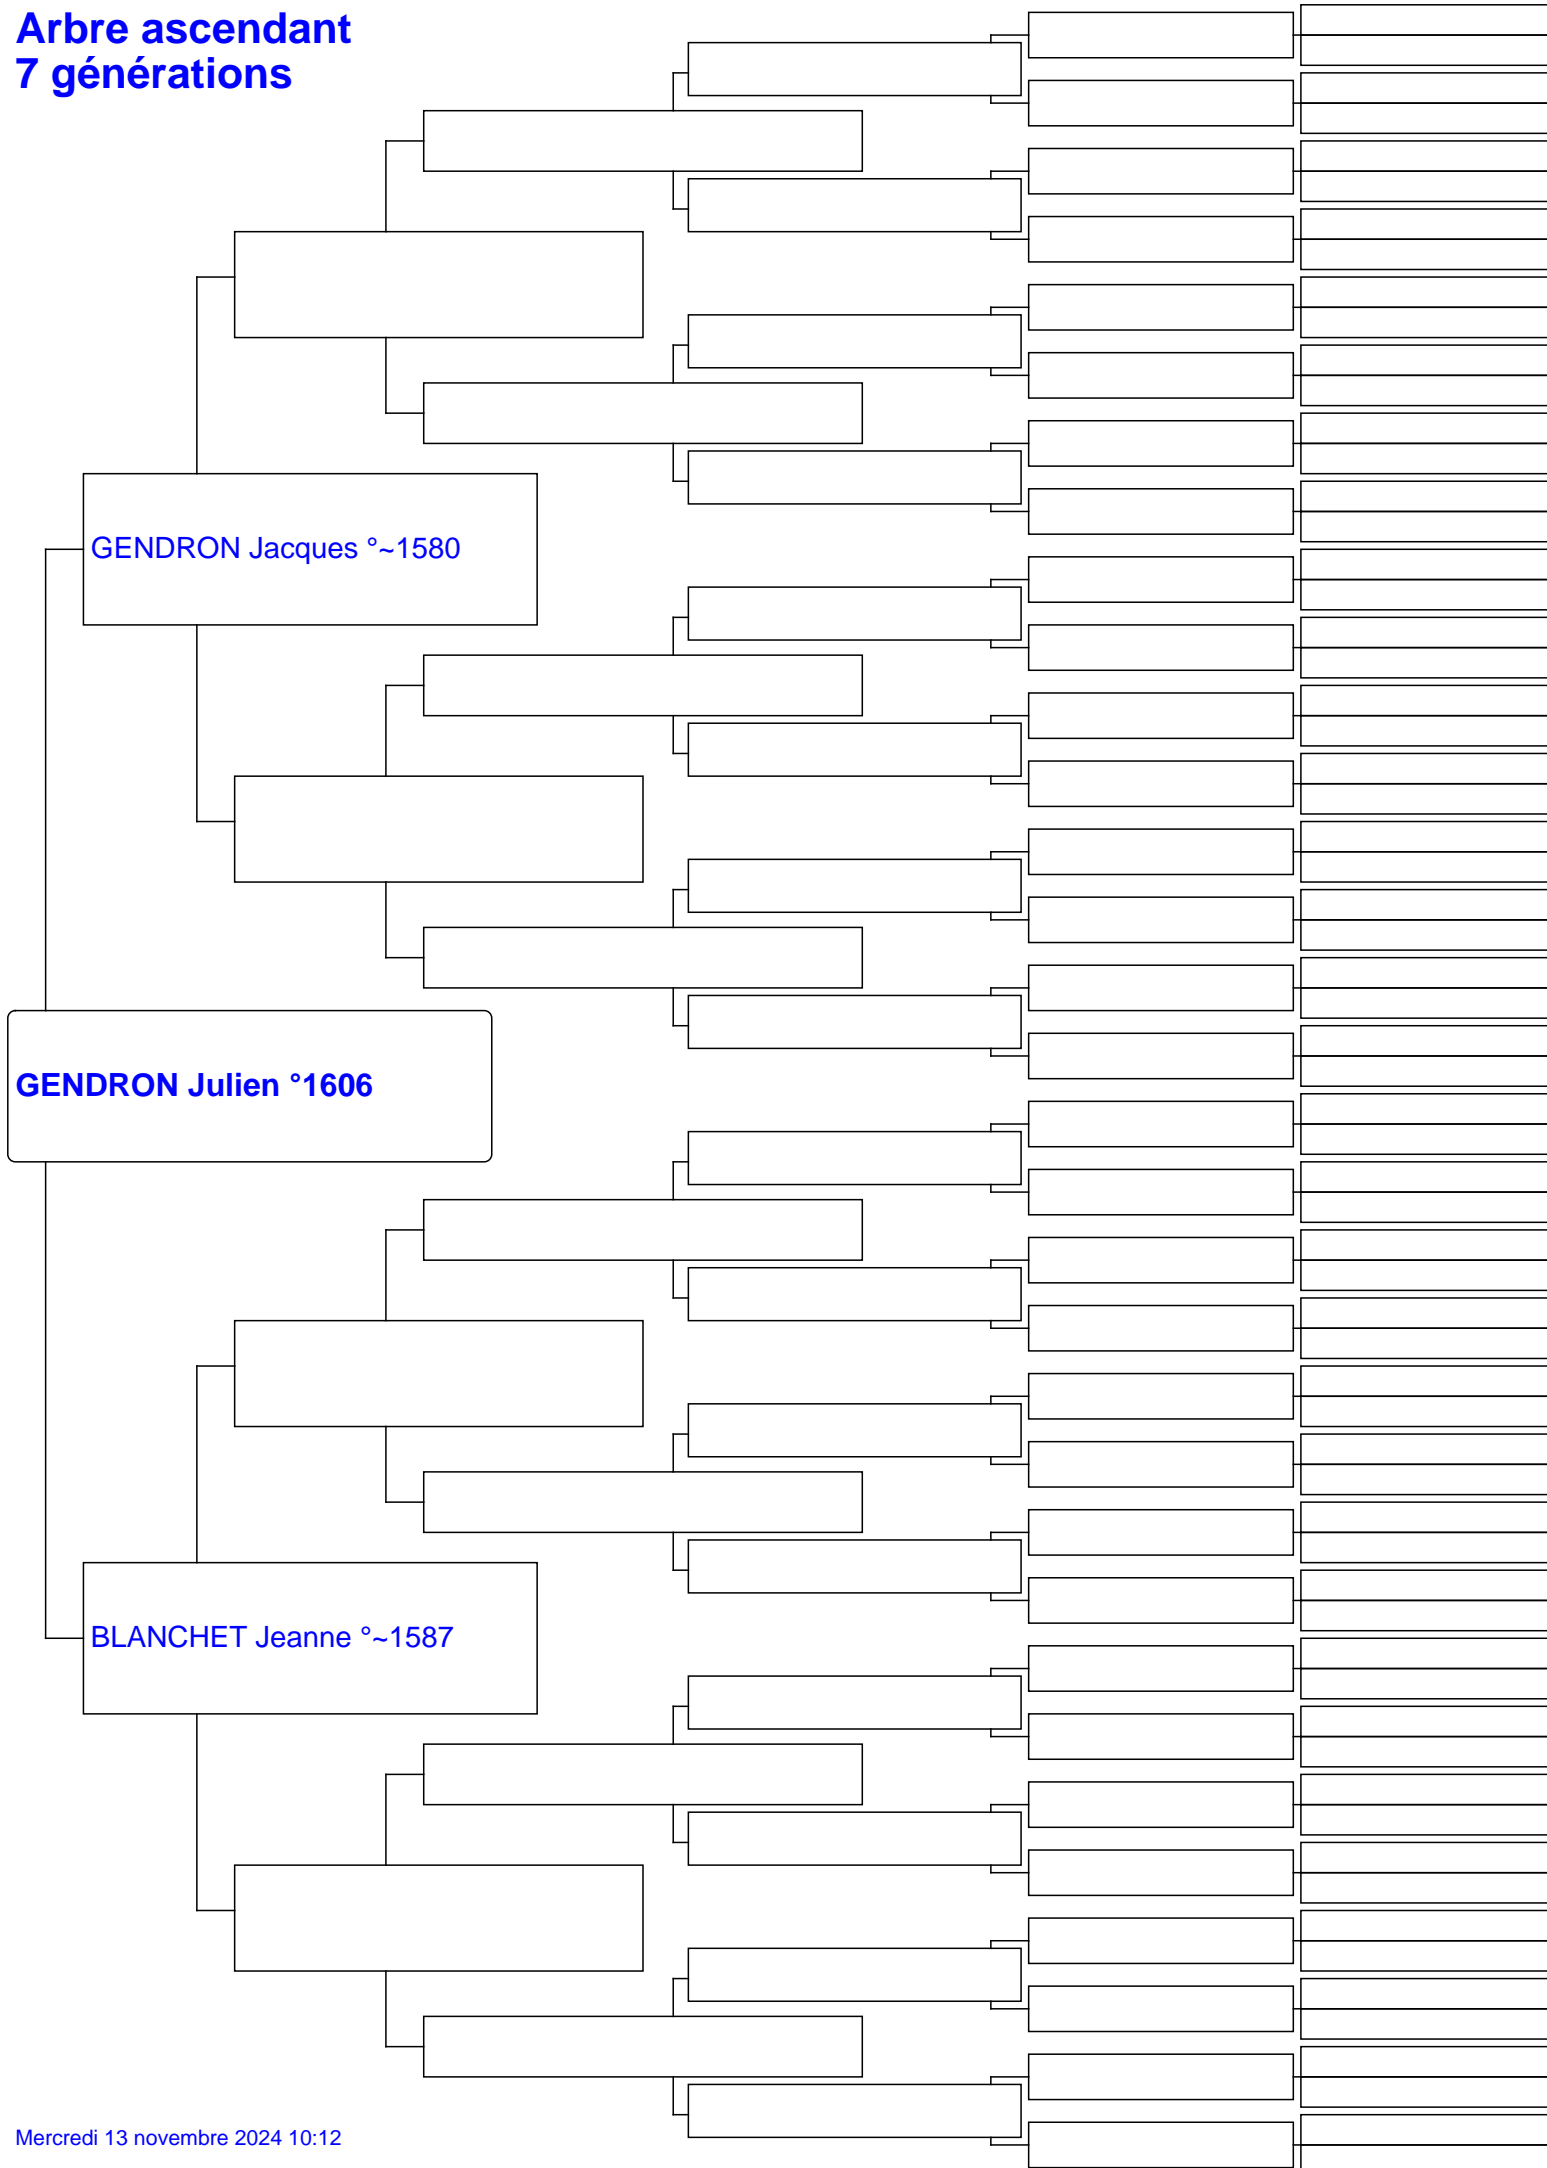 Arbre ascendant
7 générations
GENDRON Jacques °~1580
GENDRON Julien °1606
BLANCHET Jeanne °~1587
Mercredi 13 novembre 2024 10:12